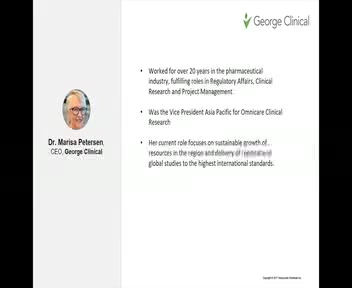 George Clinical
Worked for over 20 years in the pharmaceutical
industry, fulfilling roles in Regulatory Affairs, Clinical
Research and Project Management
Was the Vice President Asia Pacific for Omnicare Clinical
Research
Her current role focuses on sustainable growth of
resources in the region and delivery of
global studies to the highest international standards.
Dr. Marisa Petersen,
CEO, George Clinical